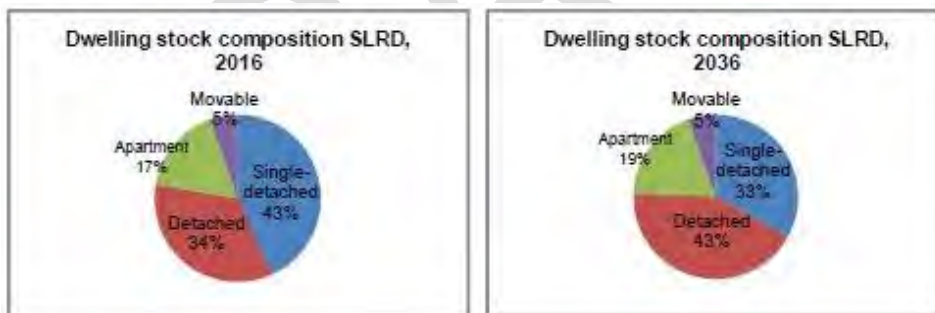 Dwelling stock composition SLRD,
2016
Movable
5%
Apartment
17%
Single-
detached
43%
Detached
34%
Dwelling stock composition SLRD,
2036
Movable
5%
Apartment
19%
Single-
detached
33%
Detached
43%